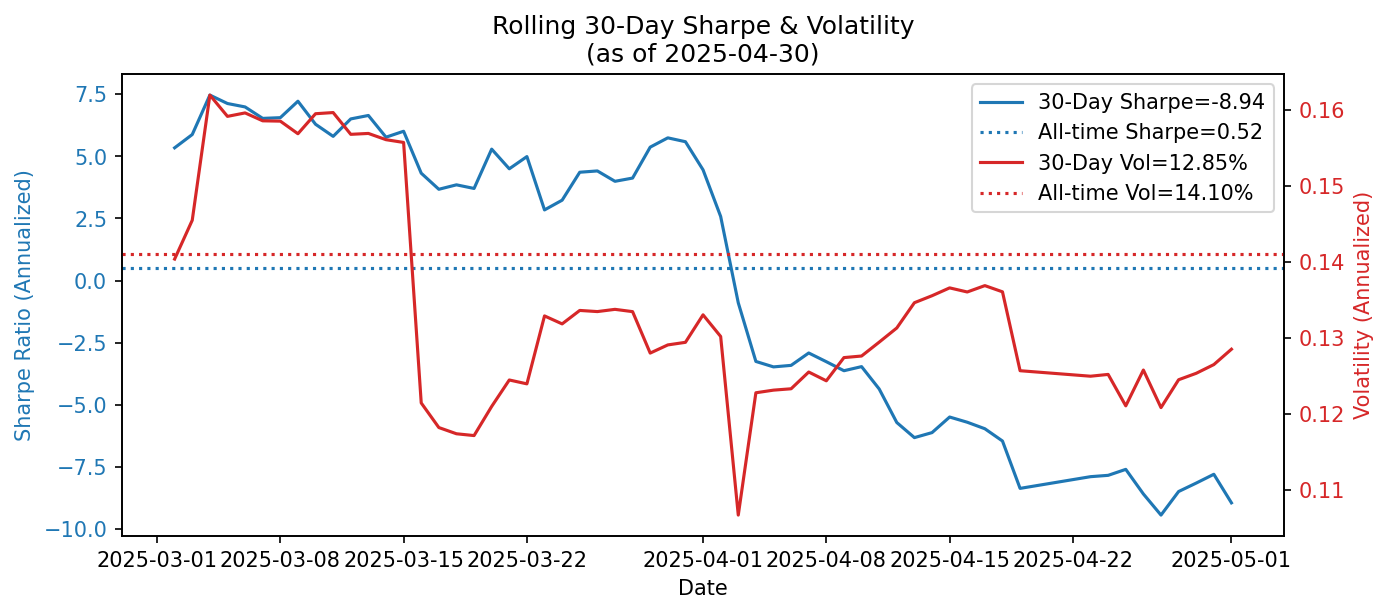 Rolling 30-Day Sharpe & Volatility
(as of 2025-04-30)
30-Day Sharpe=-8.94
All-time Sharpe=0.52
30-Day Vol=12.85%
All-time Vol=14.10%
Sharpe Ratio (Annualized)
7.5
5.0
2.5
0.0
−2.5
−5.0
−7.5
−10.0
0.16
0.15
0.14
0.13
0.12
0.11
Volatility (Annualized)
2025-03-01 2025-03-08 2025-03-15 2025-03-22 2025-04-01 2025-04-08 2025-04-15 2025-04-22 2025-05-01
Date